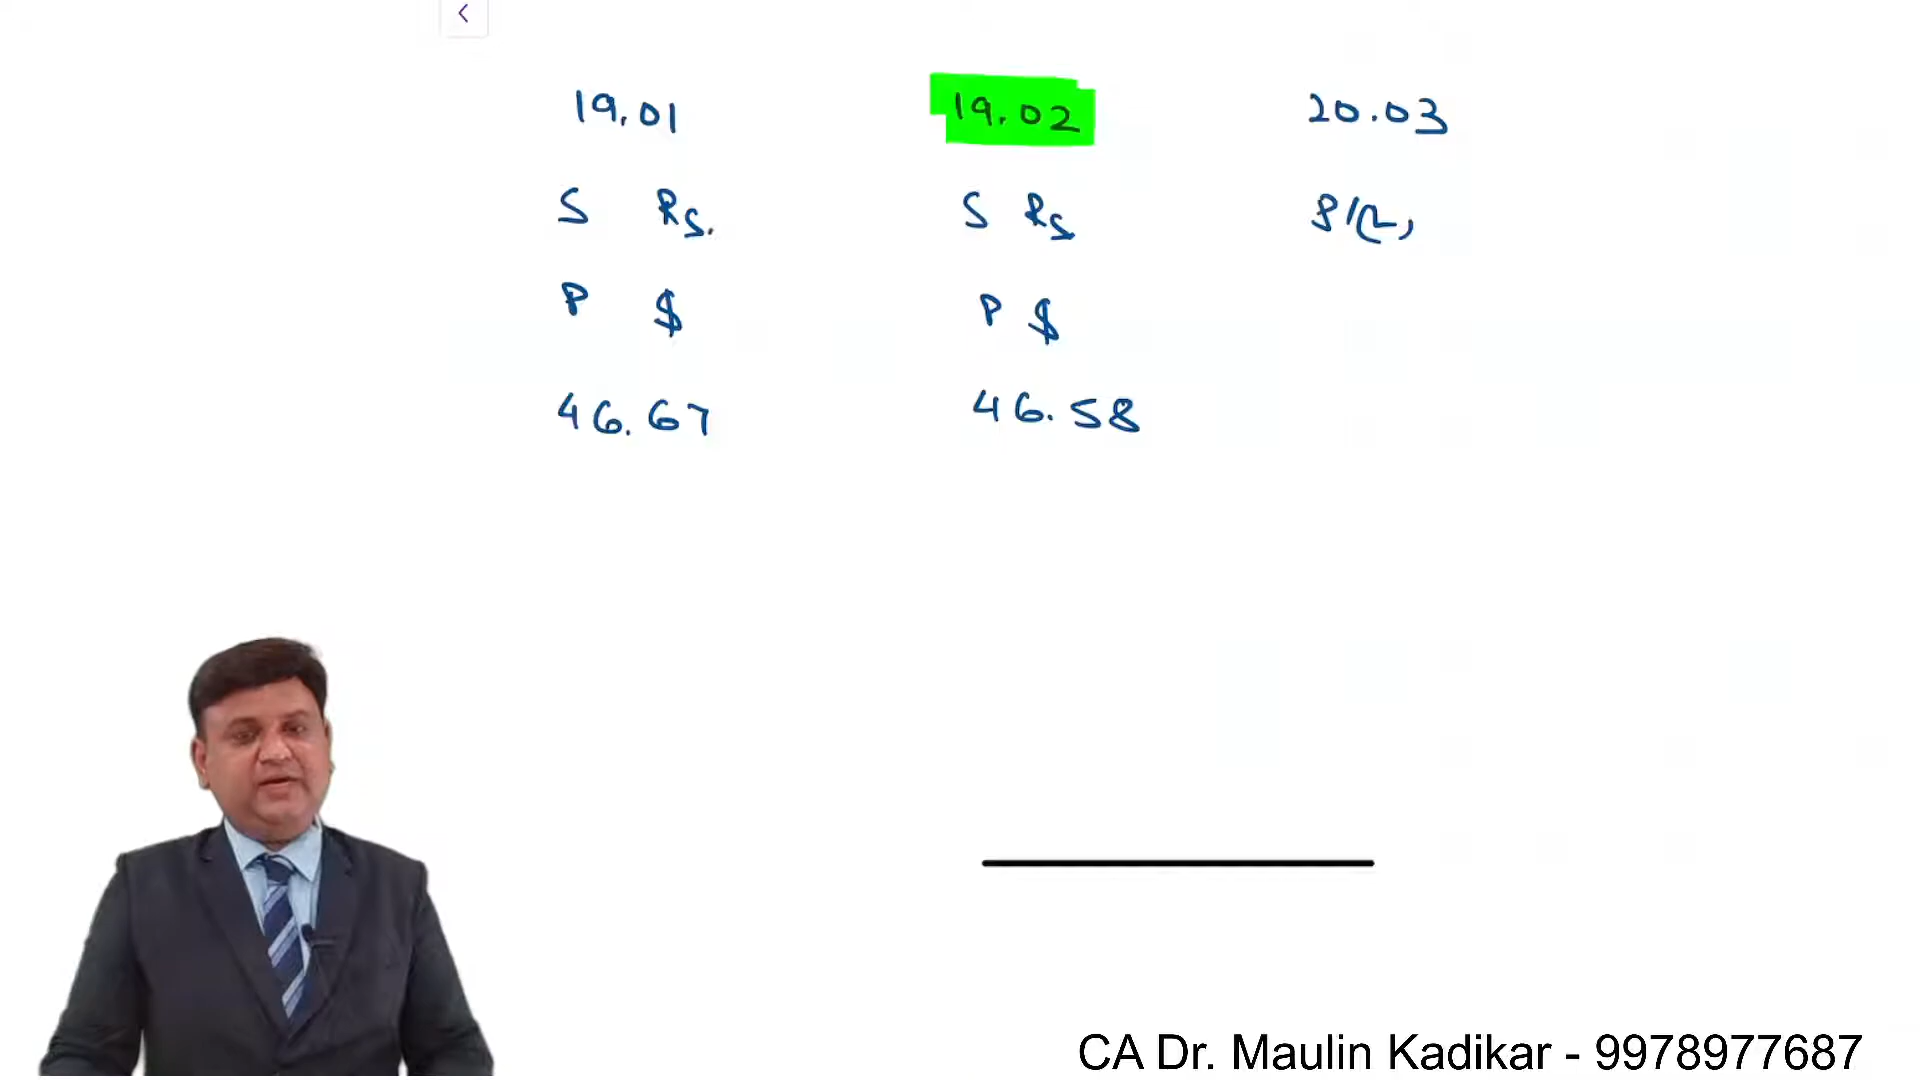 19.01 19.02 20.03
S Rs. S Rs
P $ P $
46.67 46.58
CA Dr. Maulin Kadikar - 9978977687